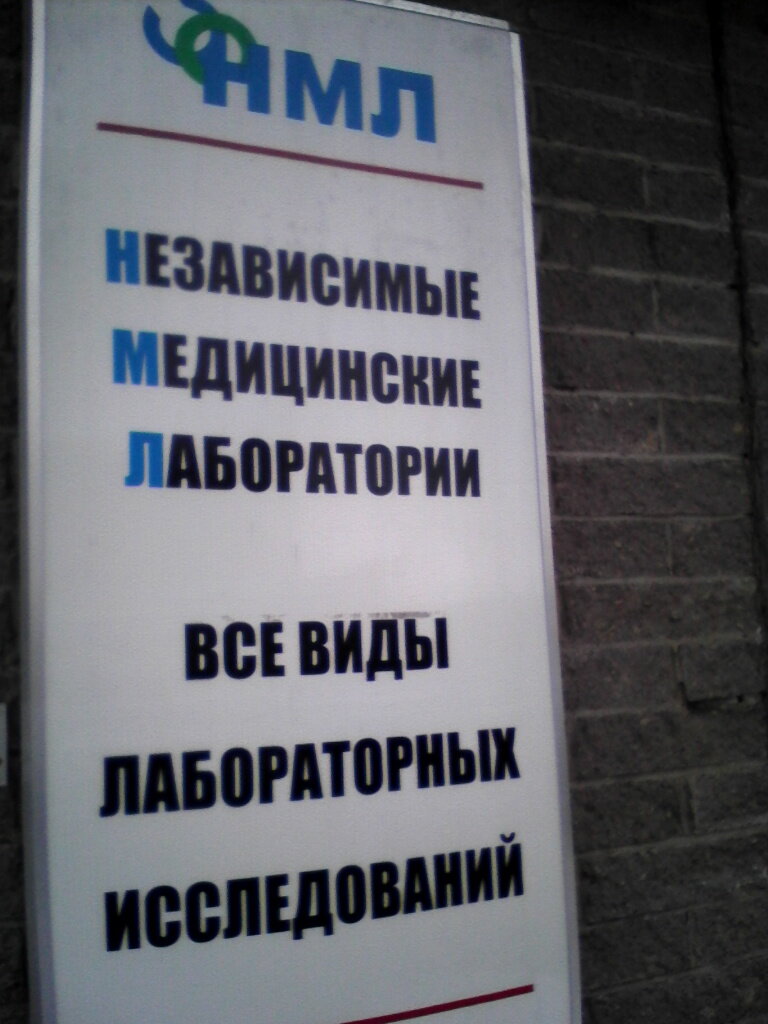 НМЛ
НЕЗАВИСИМЫЕ
МЕДИЦИНСКИЕ
ЛАБОРАТОРИИ
ВСЕ ВИДЫ
ЛАБОРАТОРНЫХ
ИССЛЕДОВАНИЙ